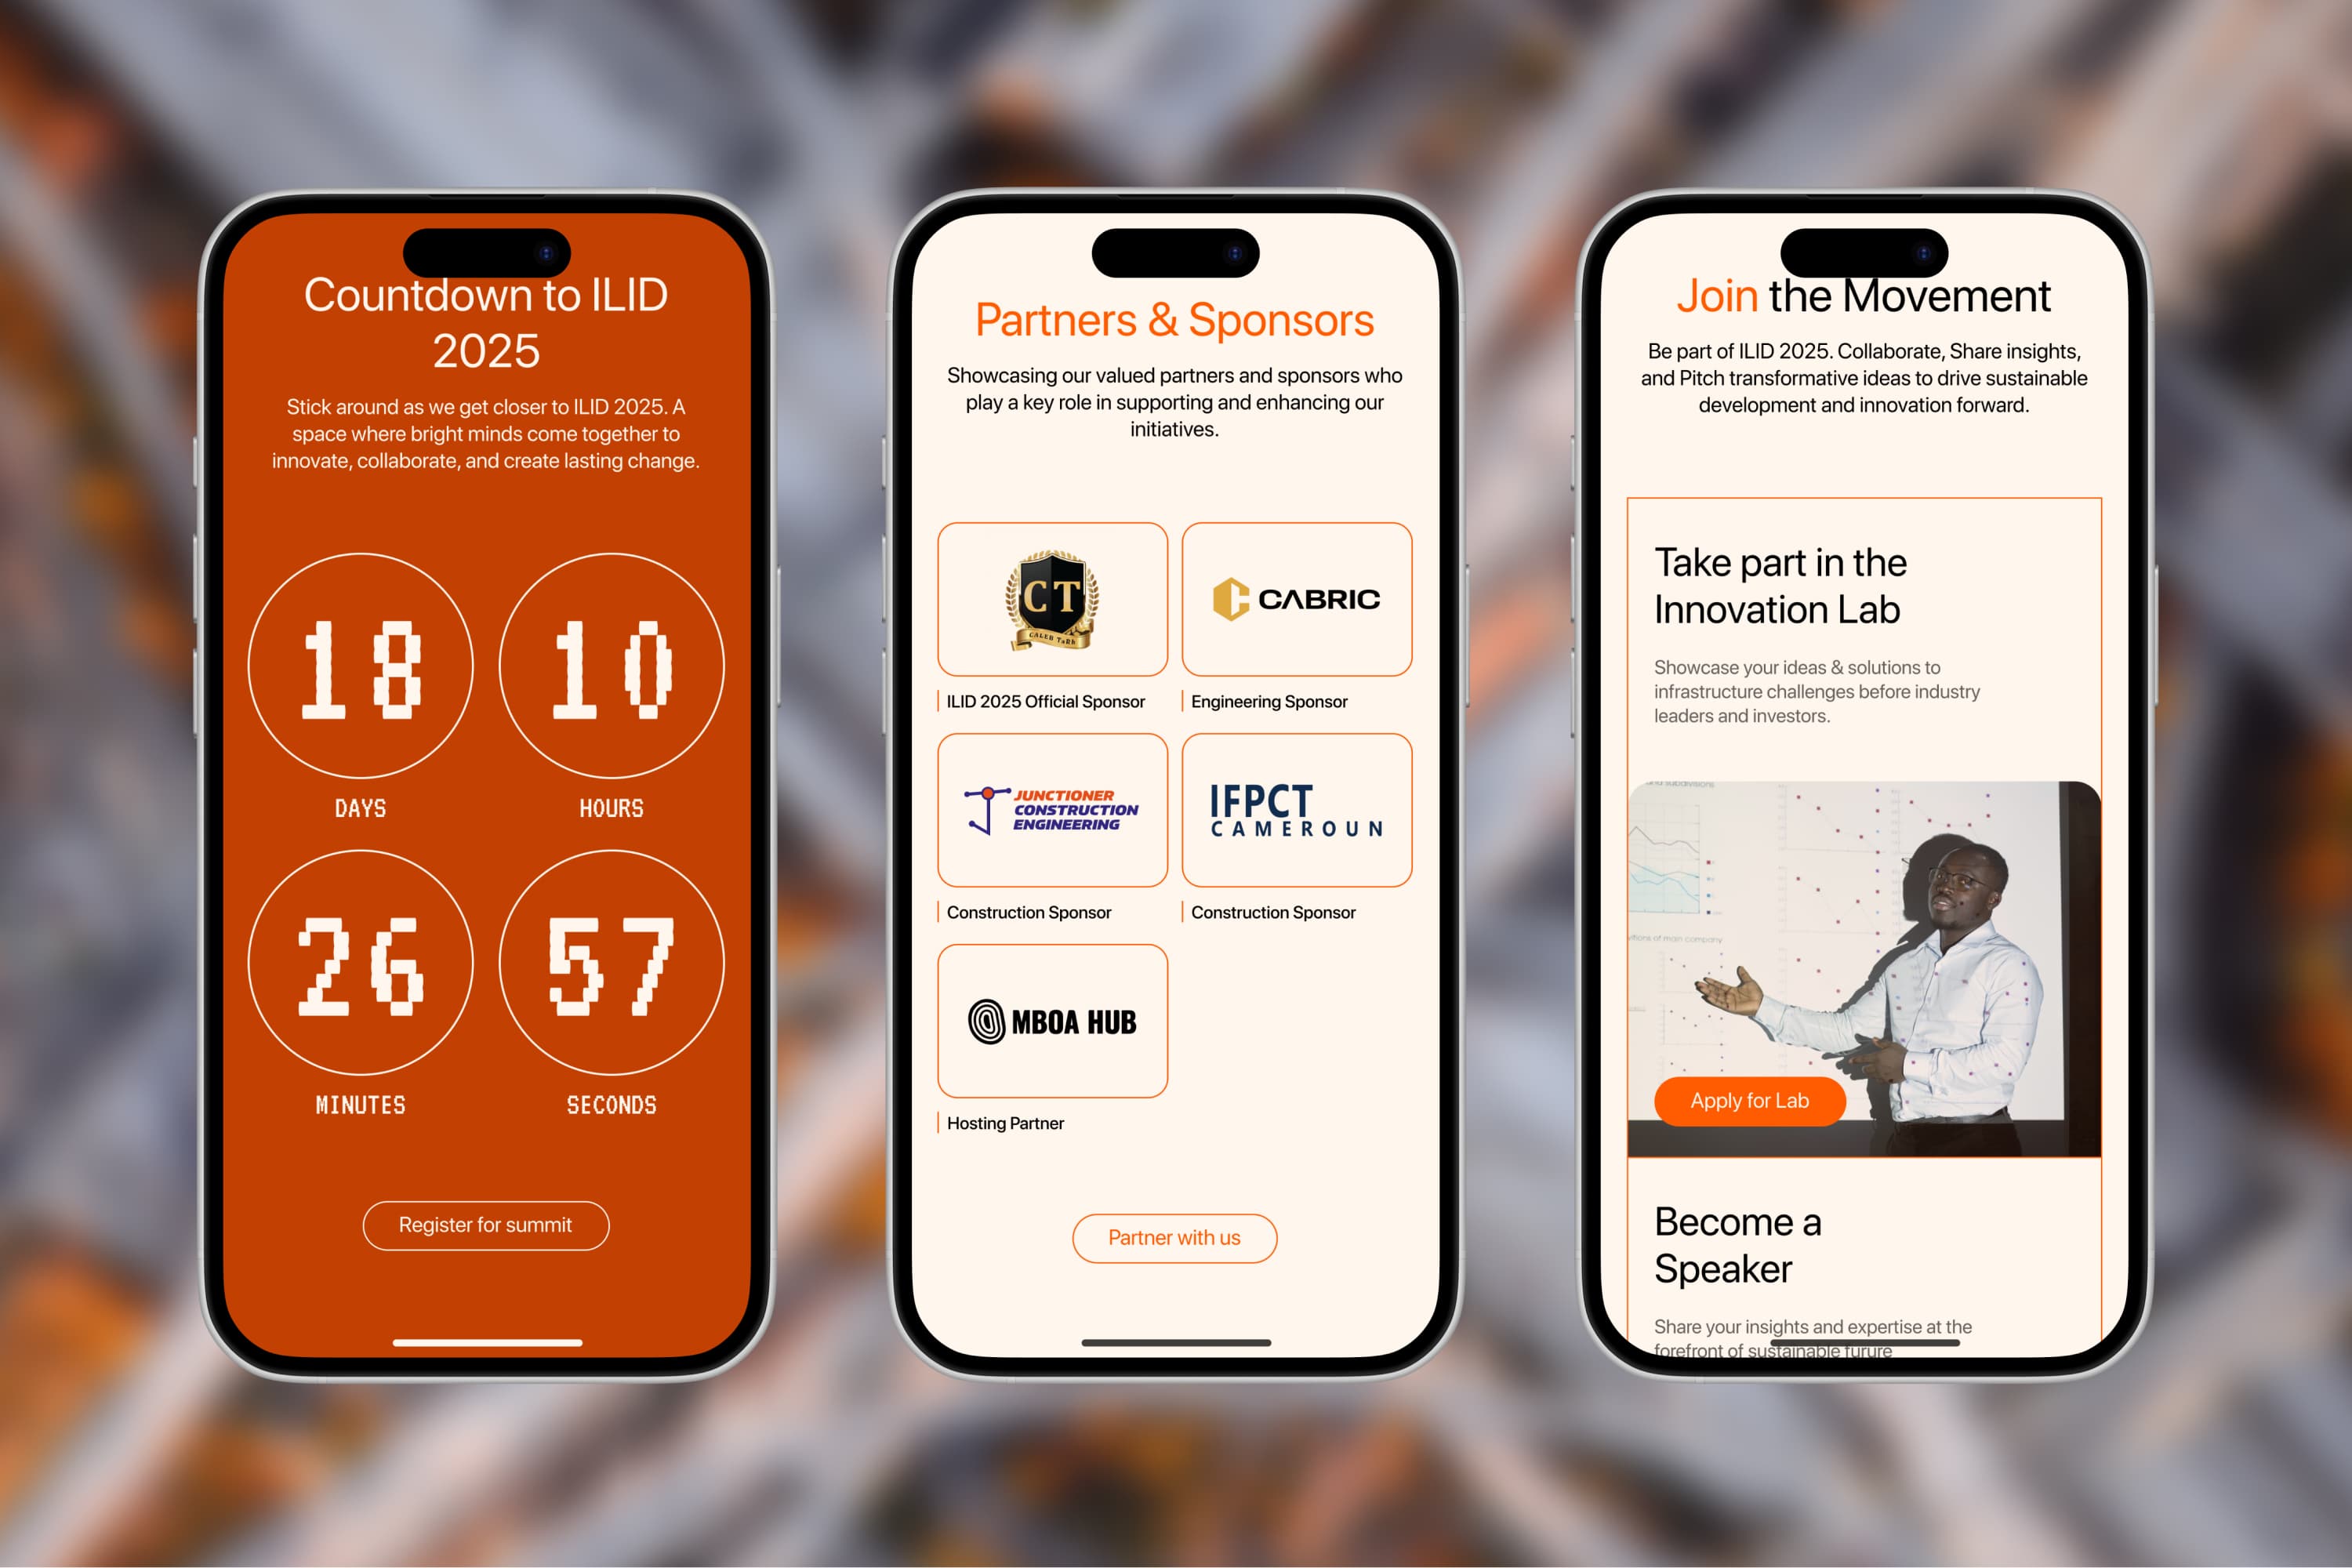 Countdown to ILID
2025
Stick around as we get closer to ILID 2025. A
space where bright minds come together to
innovate, collaborate, and create lasting change.
18
10
DAYS
HOURS
26
57
MINUTES
SECONDS
Register for summit
Partners & Sponsors
Showcasing our valued partners and sponsors who
play a key role in supporting and enhancing our
initiatives.
CT
CALEB TaRh
CABRIC
ILID 2025 Official Sponsor
Engineering Sponsor
JUNCTIONER
CONSTRUCTION
ENGINEERING
IFPCT
CAMEROUN
Construction Sponsor
Construction Sponsor
MBOA HUB
Hosting Partner
Partner with us
Join the Movement
Be part of ILID 2025. Collaborate, Share insights,
and Pitch transformative ideas to drive sustainable
development and innovation forward.
Take part in the
Innovation Lab
Showcase your ideas & solutions to
infrastructure challenges before industry
leaders and investors.
and subdivisions
of main company
Apply for Lab
Become a
Speaker
Share your insights and expertise at the
forefront of sustainable furure